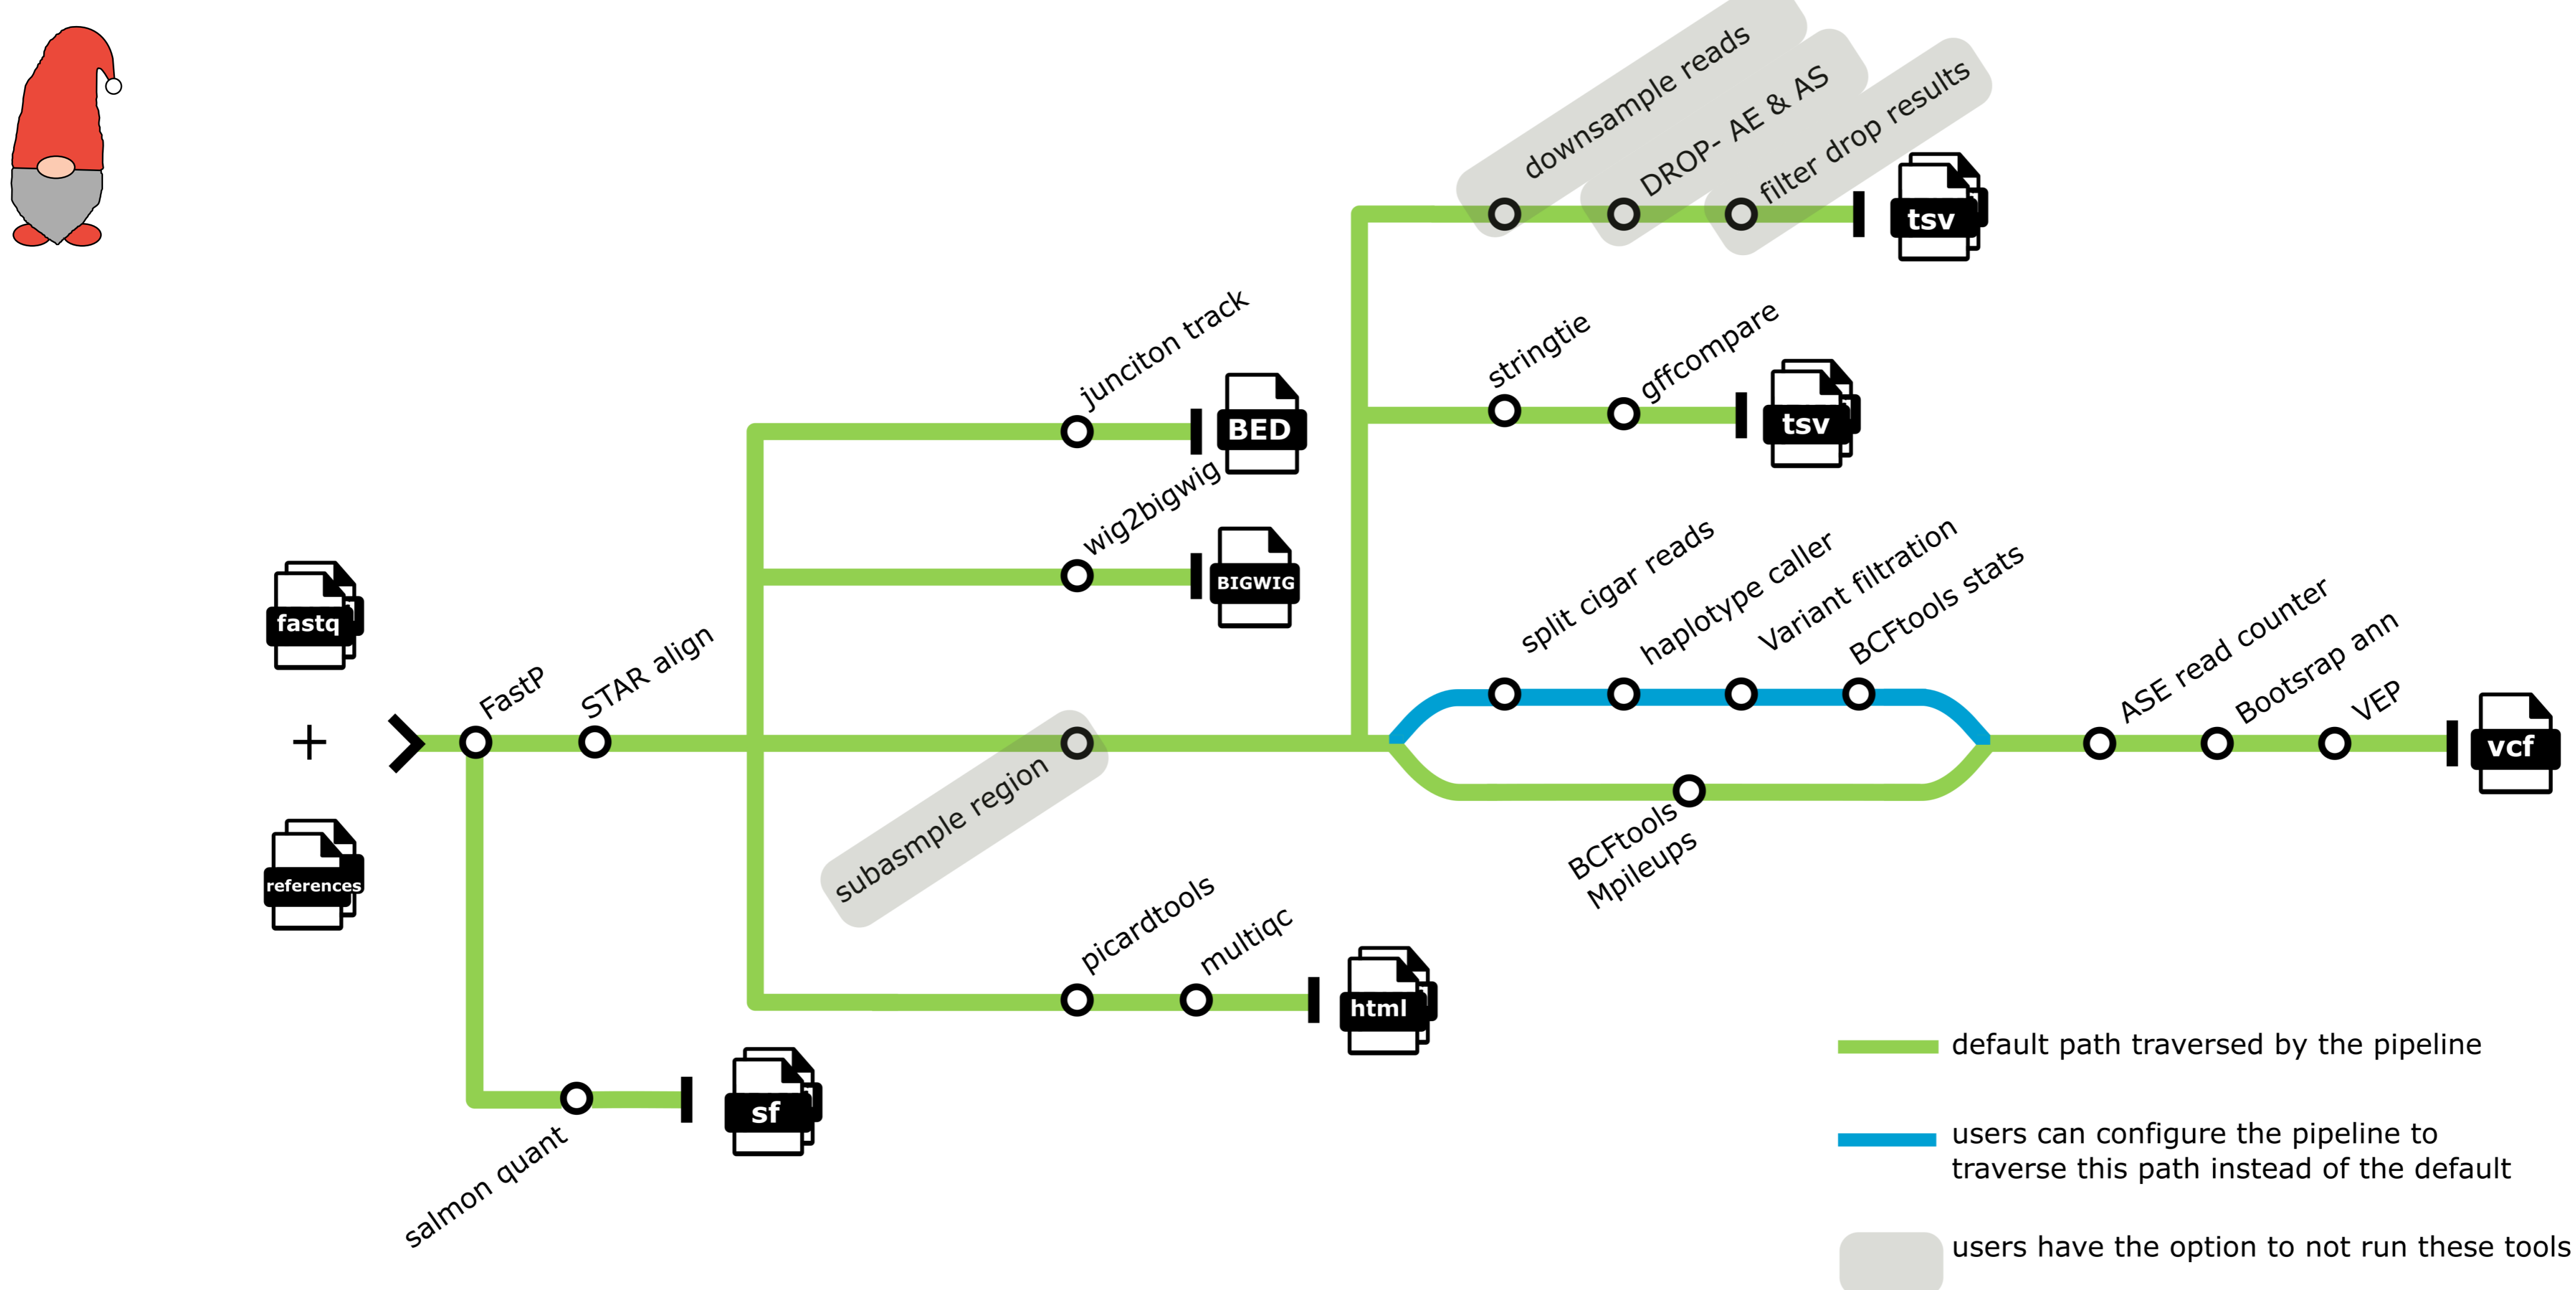 downsample reads
DROP- AE & AS
filter drop results
tsv
junciton track
BED
stringtie
gffcompare
tsv
wig2bigwig
BIGWIG
fastq
+
references
FastP
STAR align
subasmple region
split cigar reads
haplotype caller
Variant filtration
BCFtools stats
BCFtools
Mpileups
ASE read counter
Bootsrap ann
VEP
vcf
picardtools
multiqc
html
salmon quant
sf
default path traversed by the pipeline
users can configure the pipeline to
traverse this path instead of the default
users have the option to not run these tools